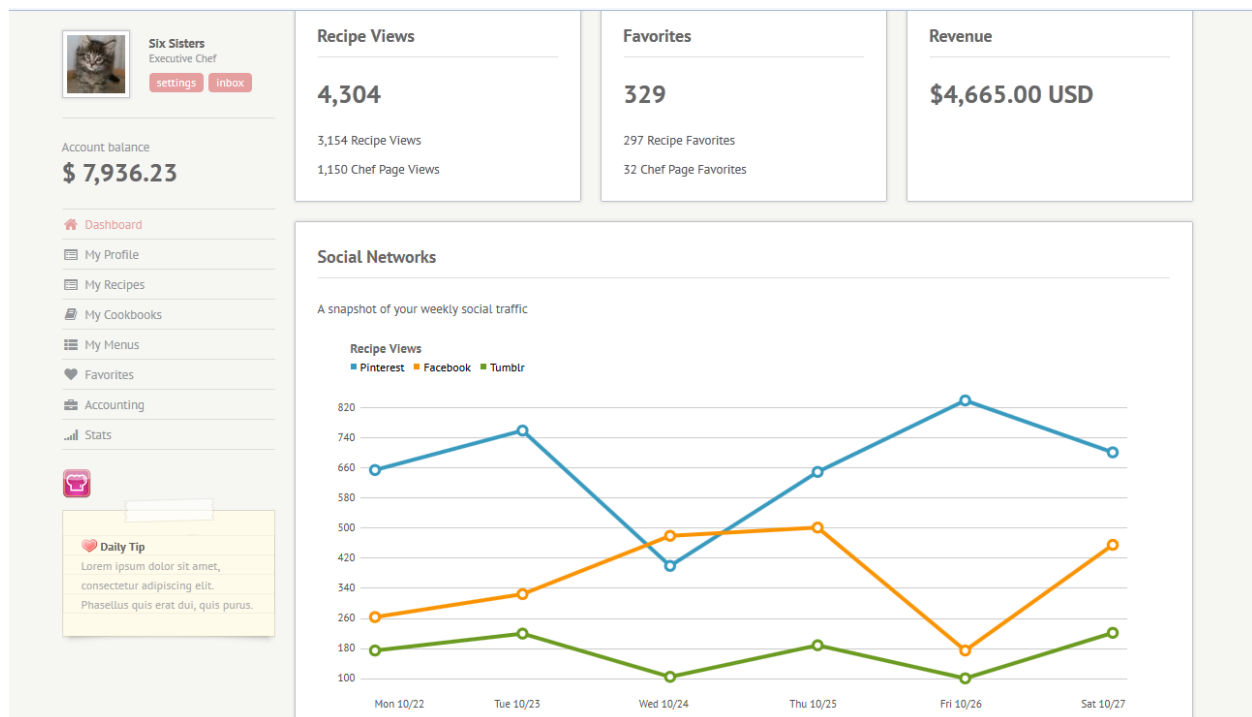 Six Sisters
Executive Chef
settings inbox
Account balance
$ 7,936.23
Dashboard
My Profile
My Recipes
My Cookbooks
My Menus
Favorites
Accounting
Stats
Daily Tip
Lorem ipsum dolor sit amet,
consectetur adipiscing elit.
Phasellus quis erat dui, quis purus.
Recipe Views
4,304
3,154 Recipe Views
1,150 Chef Page Views
Favorites
329
297 Recipe Favorites
32 Chef Page Favorites
Revenue
$4,665.00 USD
Social Networks
A snapshot of your weekly social traffic
Recipe Views
Pinterest Facebook Tumblr
820
740
660
580
500
420
340
260
180
100
Mon 10/22 Tue 10/23 Wed 10/24 Thu 10/25 Fri 10/26 Sat 10/27